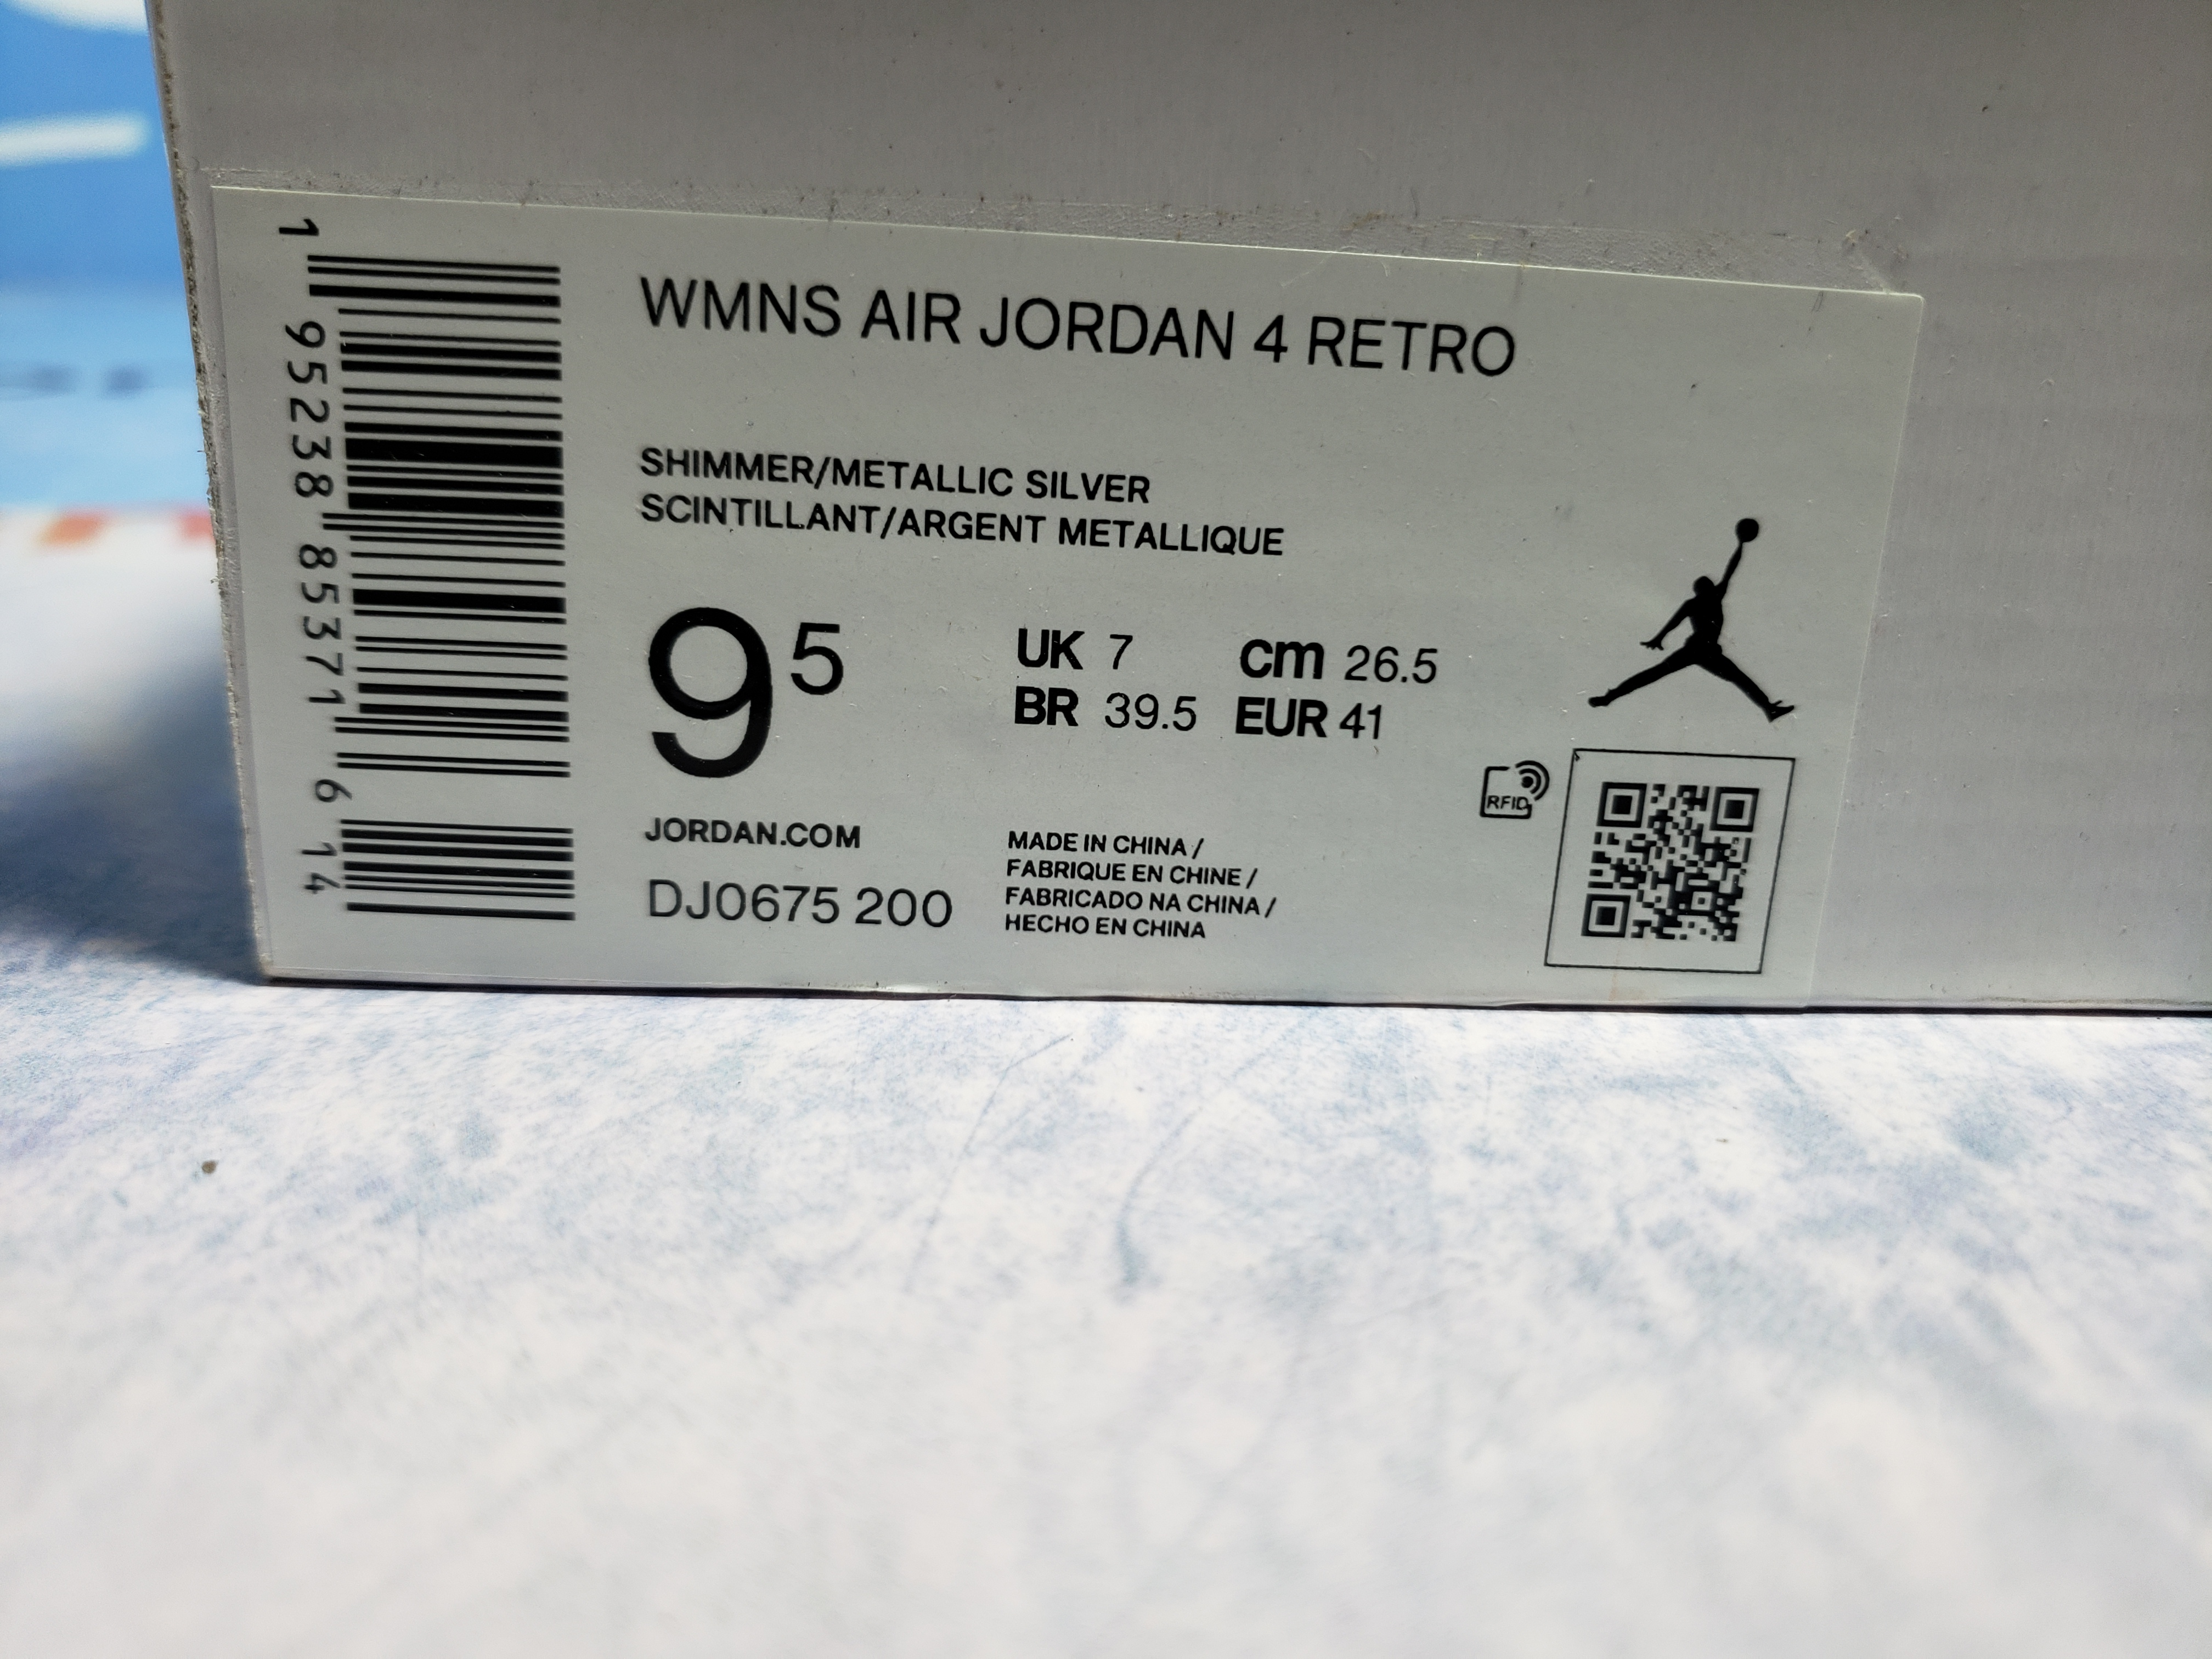 1 95238 85371 6 14
WMNS AIR JORDAN 4 RETRO
SHIMMER/METALLIC SILVER
SCINTILLANT/ARGENT METALLIQUE
9⁵
UK 7 cm 26.5
BR 39.5 EUR 41
RFID
JORDAN.COM
DJ0675 200
MADE IN CHINA /
FABRIQUE EN CHINE /
FABRICADO NA CHINA /
HECHO EN CHINA